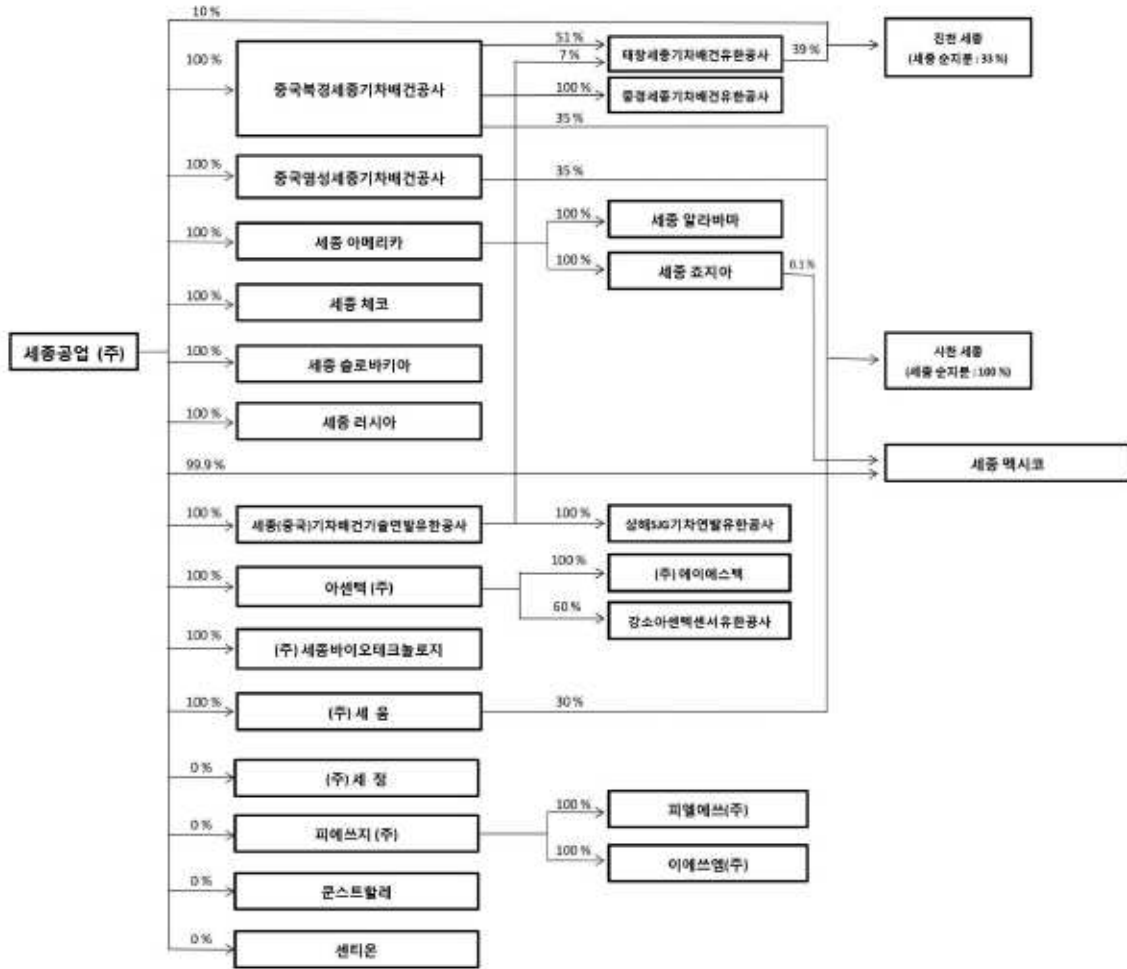 10 %
51 %
7 %
태창세종기차배건유한공사
39 %
진천 세종
(세종 순지분 : 33 %)
100 %
중국북경세종기차배건공사
100 %
중경세종기차배건유한공사
35 %
100 %
중국염성세종기차배건공사
35 %
100 %
세종 아메리카
100 %
세종 알라바마
100 %
세종 죠지아
0.1 %
100 %
세종 체코
세종공업 (주)
100 %
세종 슬로바키아
사천 세종
(세종 순지분 : 100 %)
100 %
세종 러시아
99.9 %
세종 멕시코
100 %
세종(중국)기차배건기술연발유한공사
100 %
상해SJG기차연발유한공사
100 %
아센텍 (주)
100 %
(주) 에이에스텍
60 %
강소아센텍센서유한공사
100 %
(주) 세종바이오테크놀로지
100 %
(주) 세 움
30 %
0 %
(주) 세 정
0 %
피에쓰지 (주)
100 %
피엘에쓰(주)
100 %
이에쓰엠(주)
0 %
쿤스트할레
0 %
센티온